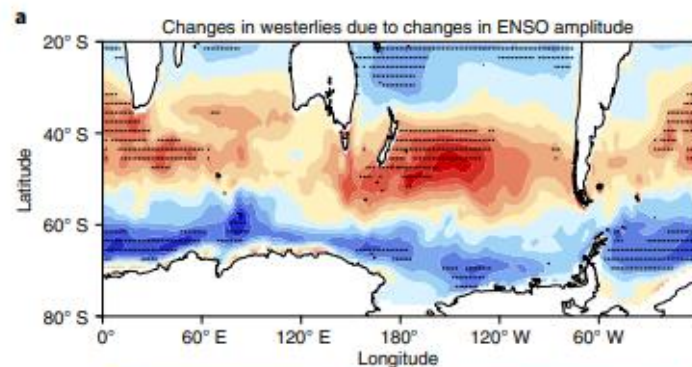 a
Changes in westerlies due to changes in ENSO amplitude
20° S
40° S
60° S
80° S
Latitude
0° 60° E 120° E 180° 120° W 60° W
Longitude